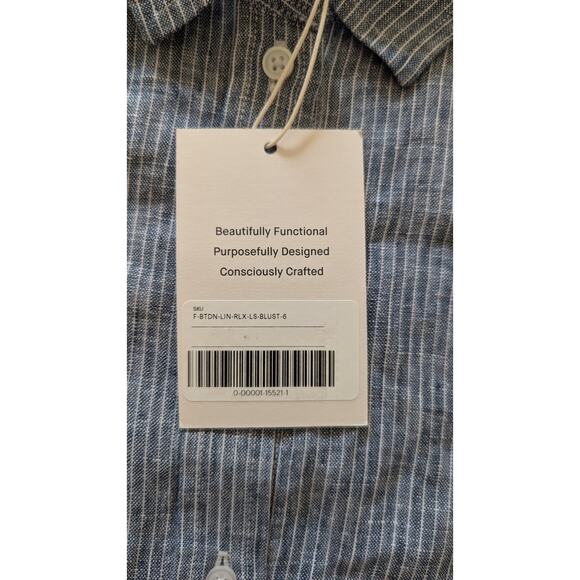 Beautifully Functional
Purposefully Designed
Consciously Crafted
SKU
F-BTDN-LIN-RLX-LS-BLUST-6
0-00001-15521-1